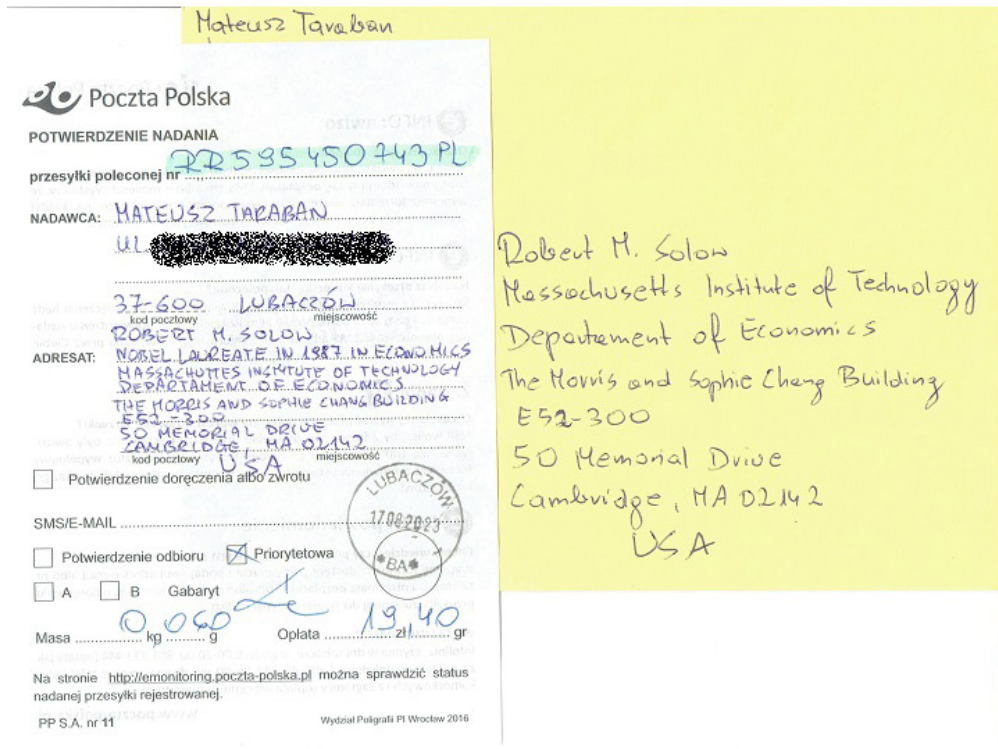 Mateusz Taraban
Poczta Polska
POTWIERDZENIE NADANIA
przesyłki poleconej nr RR595450743PL
NADAWCA: MATEUSZ TARABAN
UL.
37-600 LUBACZÓW
kod pocztowy miejscowość
ADRESAT: ROBERT M. SOLOW
NOBEL LAUREATE IN 1987 IN ECONOMICS
MASSACHUTTES INSTITUTE OF TECHNOLOGY
DEPARTAMENT OF ECONOMICS
THE MORRIS AND SOPHIE CHANG BUILDING
E52-300
50 MEMORIAL DRIVE
CAMBRIDGE, MA 02142
kod pocztowy miejscowość
USA
Potwierdzenie doręczenia albo zwrotu
SMS/E-MAIL
Potwierdzenie odbioru Priorytetowa
A B Gabaryt
Masa 0,060 kg g Opłata 19,40 zł gr
Na stronie http://emonitoring.poczta-polska.pl można sprawdzić status
nadanej przesyłki rejestrowanej.
PP S.A. nr 11 Wydział Poligrafii PI Wrocław 2016
LUBACZÓW
17.08.2023
*BA*
Robert M. Solow
Massachusetts Institute of Technology
Departement of Economics
The Morris and Sophie Chang Building
E52-300
50 Memorial Drive
Cambridge, MA 02142
USA